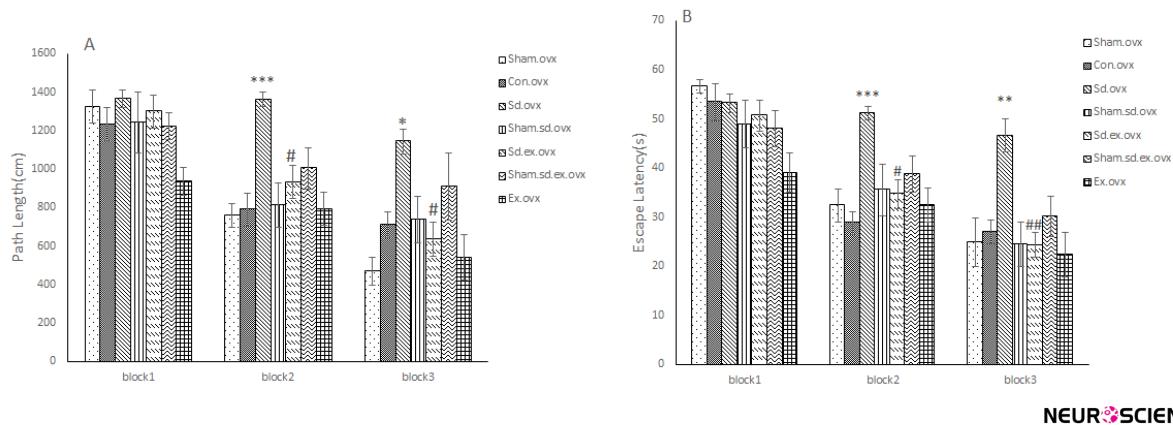 A
1600
1400
1200
1000
800
600
400
200
0
Path Length(cm)
***
*
#
#
block1
block2
block3
Sham.ovx
Con.ovx
Sd.ovx
Sham.sd.ovx
Sd.ex.ovx
Sham.sd.ex.ovx
Ex.ovx
B
70
60
50
40
30
20
10
0
Escape Latency(s)
***
**
#
##
block1
block2
block3
Sham.ovx
Con.ovx
Sd.ovx
Sham.sd.ovx
Sd.ex.ovx
Sham.sd.ex.ovx
Ex.ovx